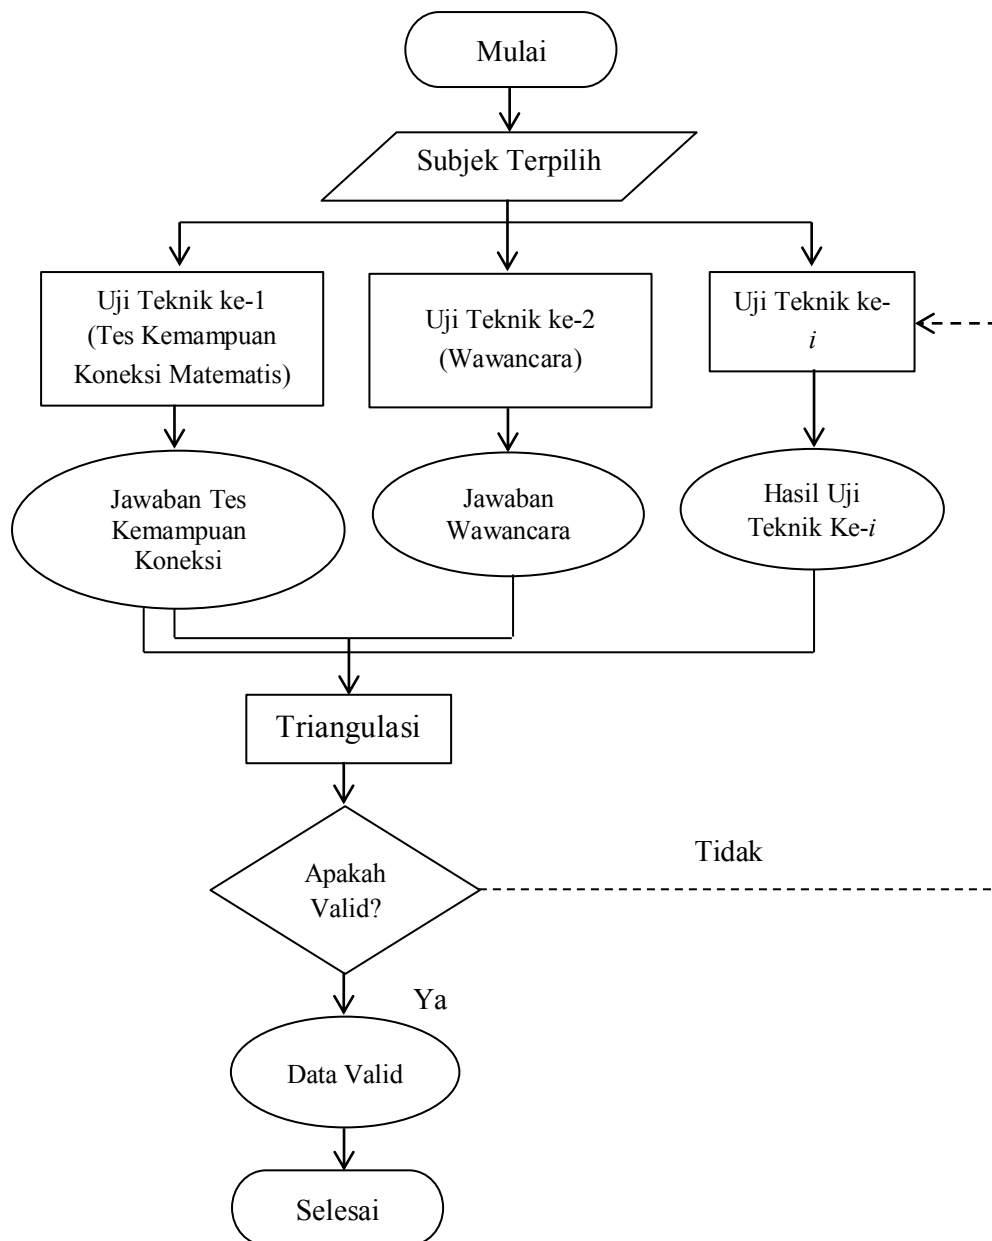 Mulai
Subjek Terpilih
Uji Teknik ke-1
(Tes Kemampuan
Koneksi Matematis)
Uji Teknik ke-2
(Wawancara)
Uji Teknik ke-
i
Jawaban Tes
Kemampuan
Koneksi
Jawaban
Wawancara
Hasil Uji
Teknik Ke-i
Triangulasi
Apakah
Valid?
Tidak
Ya
Data Valid
Selesai